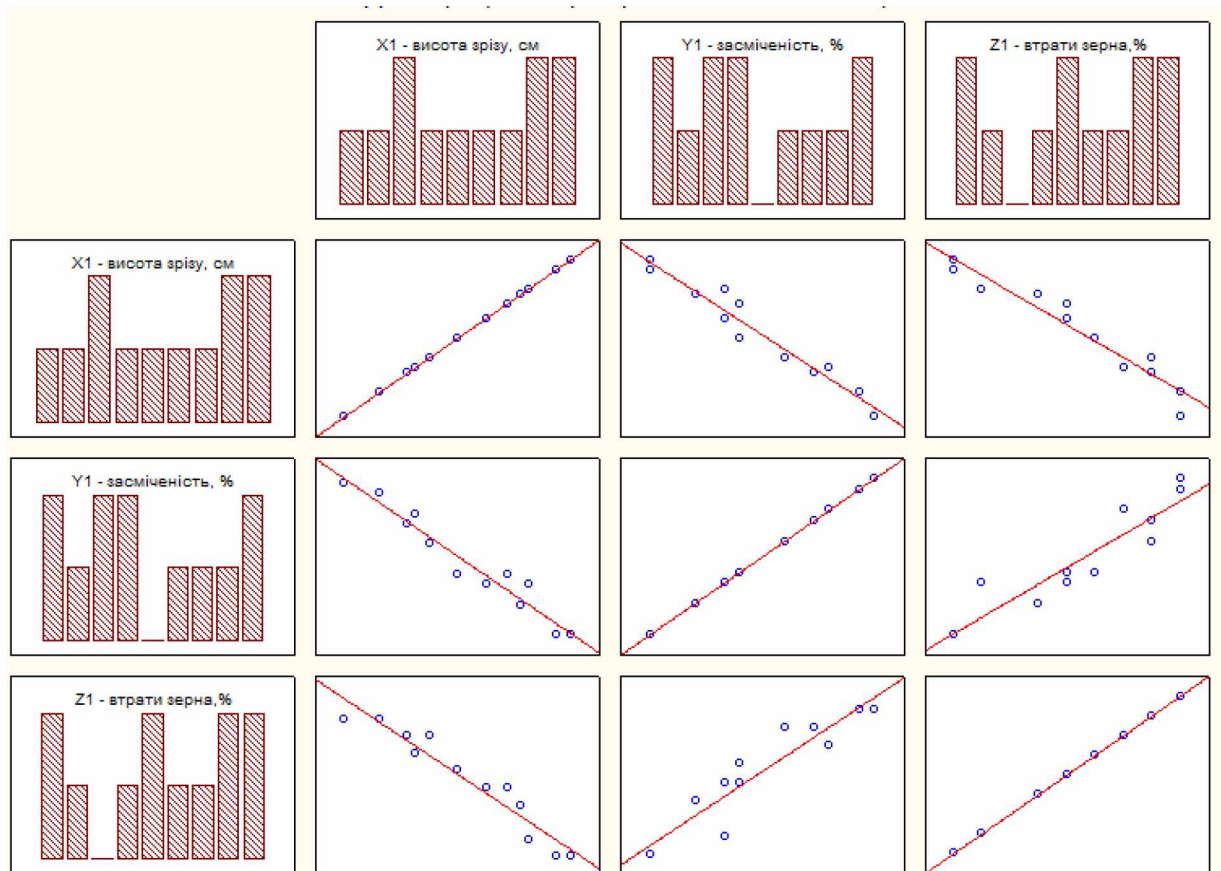 X1 - висота зрізу, см
Y1 - засміченість, %
Z1 - втрати зерна,%
X1 - висота зрізу, см
Y1 - засміченість, %
Z1 - втрати зерна,%